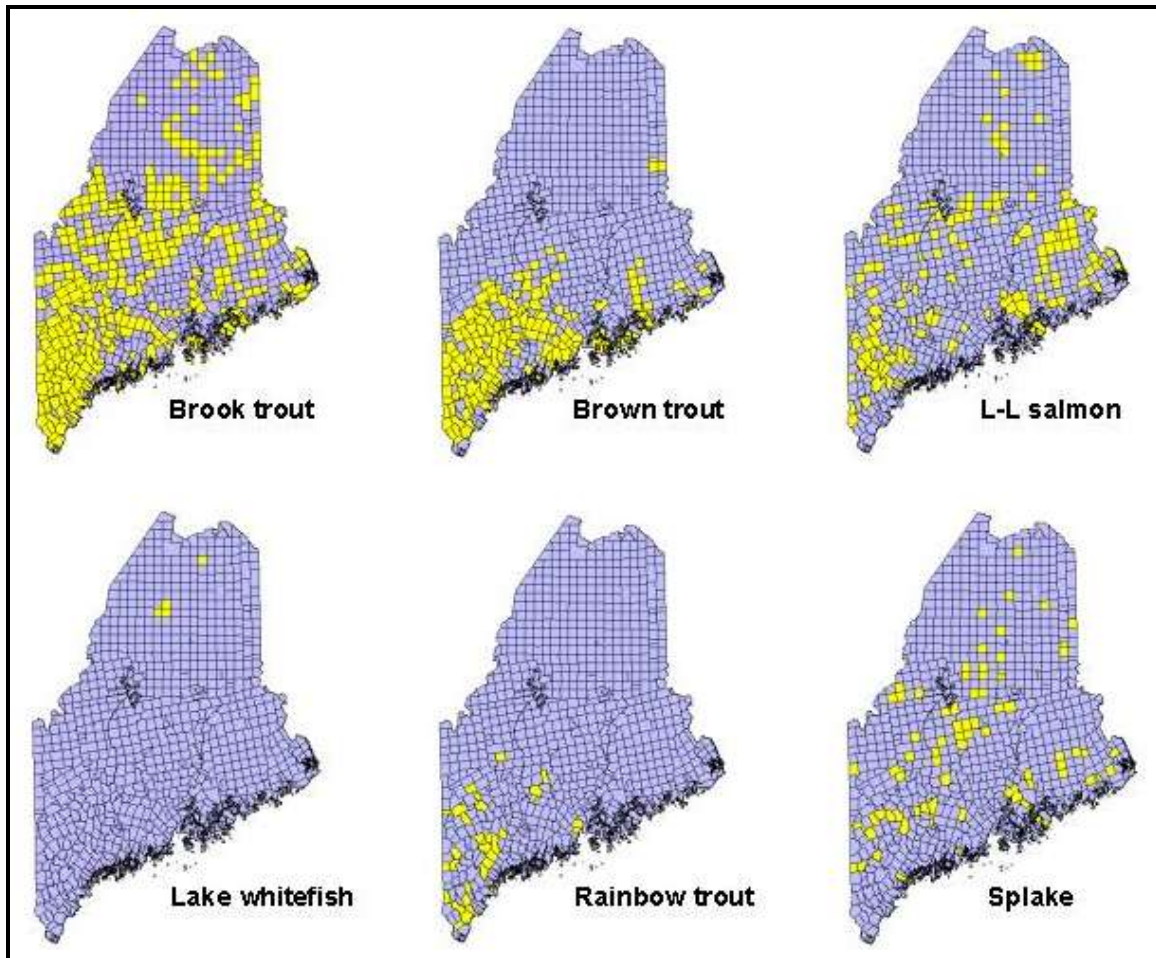 Brook trout
Brown trout
L-L salmon
Lake whitefish
Rainbow trout
Splake